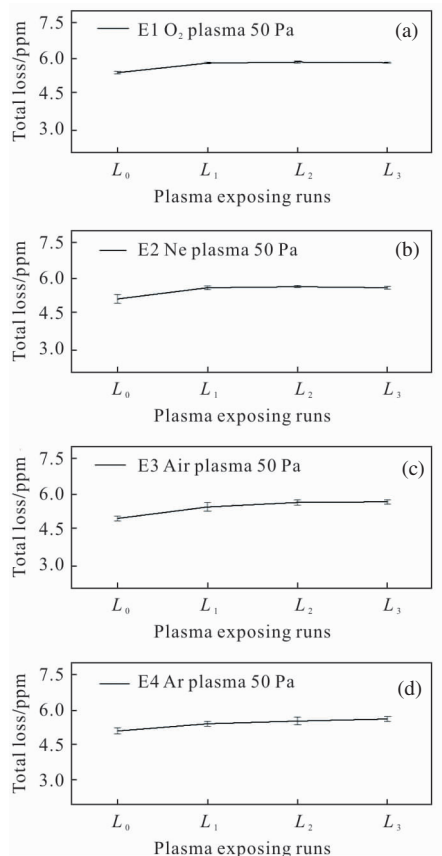 Total loss/ppm
7.5
6.0
4.5
3.0
E1 O₂ plasma 50 Pa
(a)
L₀ L₁ L₂ L₃
Plasma exposing runs
Total loss/ppm
7.5
6.0
4.5
3.0
E2 Ne plasma 50 Pa
(b)
L₀ L₁ L₂ L₃
Plasma exposing runs
Total loss/ppm
7.5
6.0
4.5
3.0
E3 Air plasma 50 Pa
(c)
L₀ L₁ L₂ L₃
Plasma exposing runs
Total loss/ppm
7.5
6.0
4.5
3.0
E4 Ar plasma 50 Pa
(d)
L₀ L₁ L₂ L₃
Plasma exposing runs